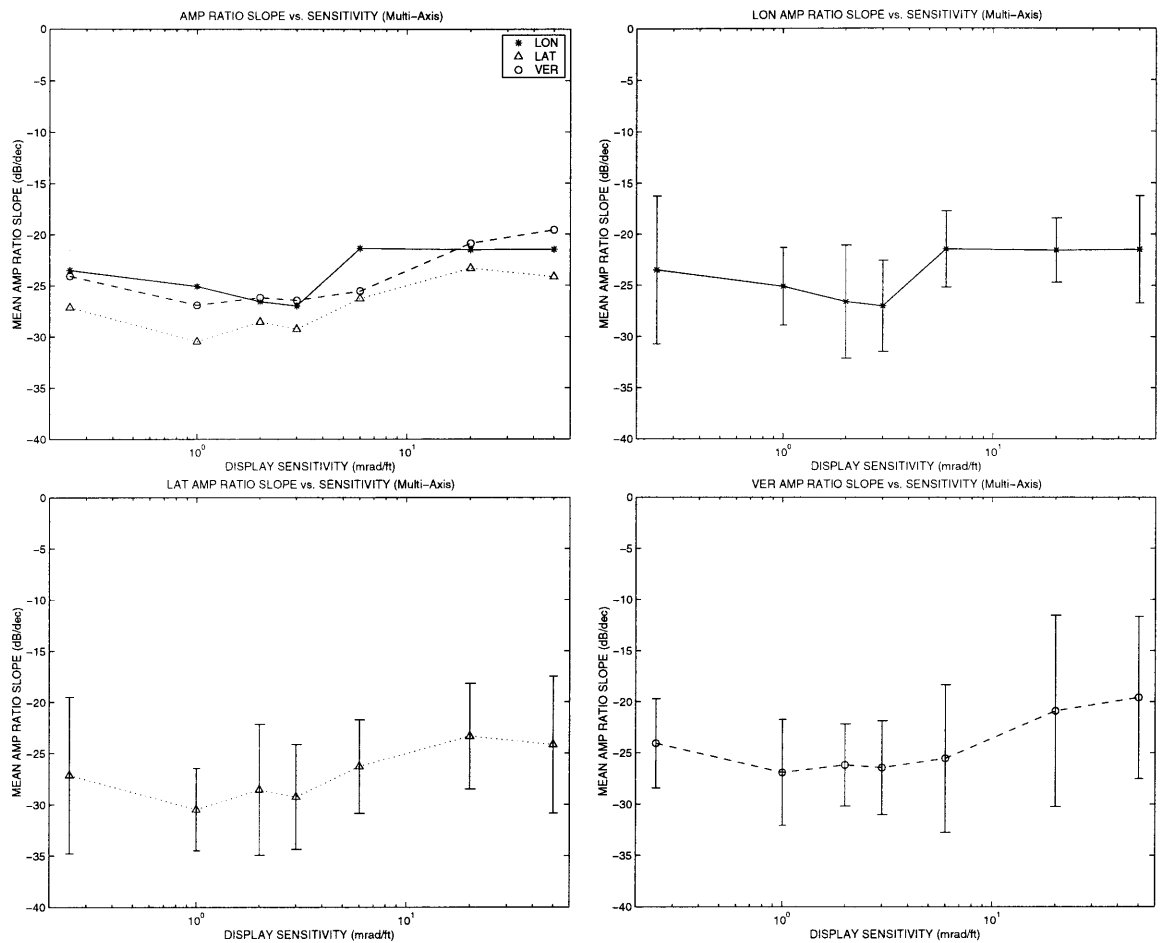 AMP RATIO SLOPE vs. SENSITIVITY (Multi−Axis)
0
−5
−10
−15
−20
−25
−30
−35
−40
MEAN AMP RATIO SLOPE (dB/dec)
LON
LAT
VER
10⁰
10¹
DISPLAY SENSITIVITY (mrad/ft)
LON AMP RATIO SLOPE vs. SENSITIVITY (Multi−Axis)
0
−5
−10
−15
−20
−25
−30
−35
−40
MEAN AMP RATIO SLOPE (dB/dec)
10⁰
10¹
DISPLAY SENSITIVITY (mrad/ft)
LAT AMP RATIO SLOPE vs. SENSITIVITY (Multi−Axis)
0
−5
−10
−15
−20
−25
−30
−35
−40
MEAN AMP RATIO SLOPE (dB/dec)
10⁰
10¹
DISPLAY SENSITIVITY (mrad/ft)
VER AMP RATIO SLOPE vs. SENSITIVITY (Multi−Axis)
0
−5
−10
−15
−20
−25
−30
−35
−40
MEAN AMP RATIO SLOPE (dB/dec)
10⁰
10¹
DISPLAY SENSITIVITY (mrad/ft)